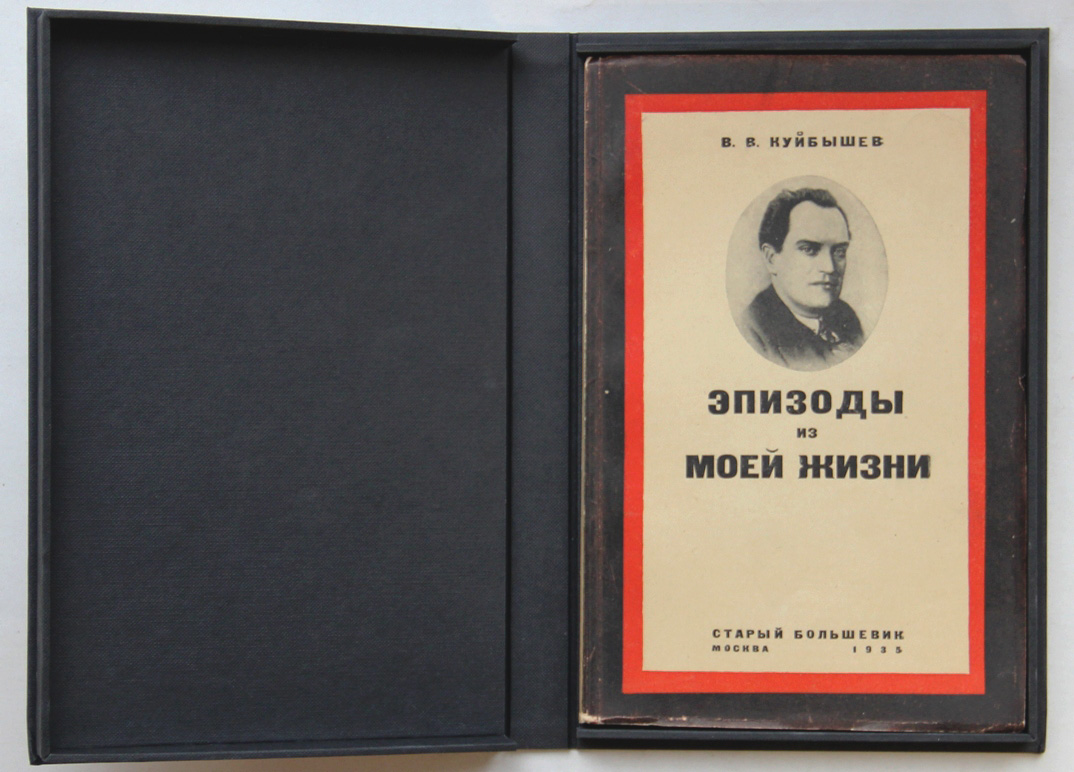 В. В. КУЙБЫШЕВ
ЭПИЗОДЫ
ИЗ
МОЕЙ ЖИЗНИ
СТАРЫЙ БОЛЬШЕВИК
МОСКВА 1935